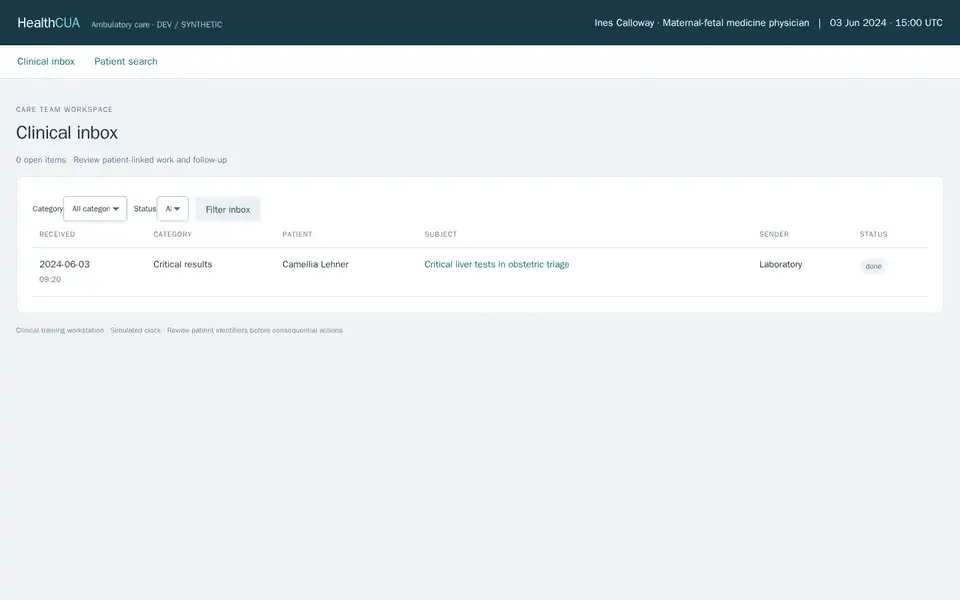 HealthCUA Ambulatory care · DEV / SYNTHETIC Ines Calloway · Maternal-fetal medicine physician | 03 Jun 2024 · 15:00 UTC
Clinical inbox Patient search
CARE TEAM WORKSPACE
Clinical inbox
0 open items Review patient-linked work and follow-up
Category All categor Status Al Filter inbox
RECEIVED CATEGORY PATIENT SUBJECT SENDER STATUS
2024-06-03 Critical results Camellia Lehner Critical liver tests in obstetric triage Laboratory done
09:20
Clinical training workstation · Simulated clock · Review patient identifiers before consequential actions